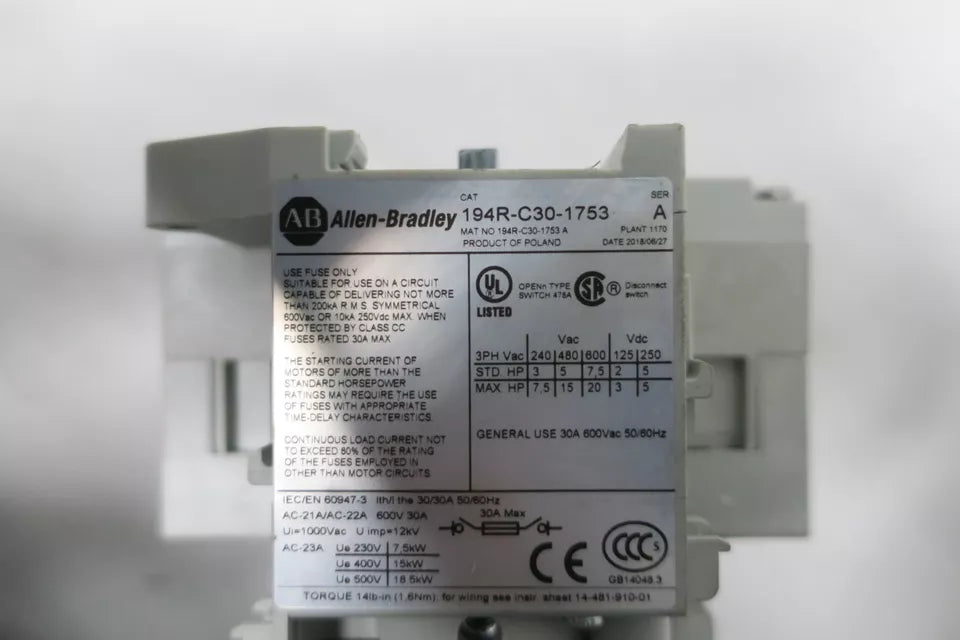 CAT
SER
AB Allen-Bradley 194R-C30-1753 A
MAT NO 194R-C30-1753 A PLANT 1170
PRODUCT OF POLAND DATE 2018/06/27
USE FUSE ONLY
SUITABLE FOR USE ON A CIRCUIT
CAPABLE OF DELIVERING NOT MORE
THAN 200kA R M S SYMMETRICAL
600Vac OR 10kA 250Vdc MAX. WHEN
PROTECTED BY CLASS CC
FUSES RATED 30A MAX
THE STARTING CURRENT OF
MOTORS OF MORE THAN THE
STANDARD HORSEPOWER
RATINGS MAY REQUIRE THE USE
OF FUSES WITH APPROPRIATE
TIME-DELAY CHARACTERISTICS.
CONTINUOUS LOAD CURRENT NOT
TO EXCEED 80% OF THE RATING
OF THE FUSES EMPLOYED IN
OTHER THAN MOTOR CIRCUITS
UL
LISTED
OPENn TYPE
SWITCH 476A
SA ® Disconnect
switch
Vac Vdc
3PH Vac 240 480 600 125 250
STD HP 3 5 7,5 2 5
MAX HP 7,5 15 20 3 5
GENERAL USE 30A 600Vac 50/60Hz
IEC/EN 60947-3 Ith/I the 30/30A 50/60Hz
AC-21A/AC-22A 600V 30A
Ui=1000Vac U imp=12kV
AC-23A Ue 230V 7,5kW
Ue 400V 15kW
Ue 500V 18.5kW
30A Max
CE
CCC S
GB14048.3
TORQUE 14lb-in (1,6Nm). for wiring see instr. sheet 14-481-910-01